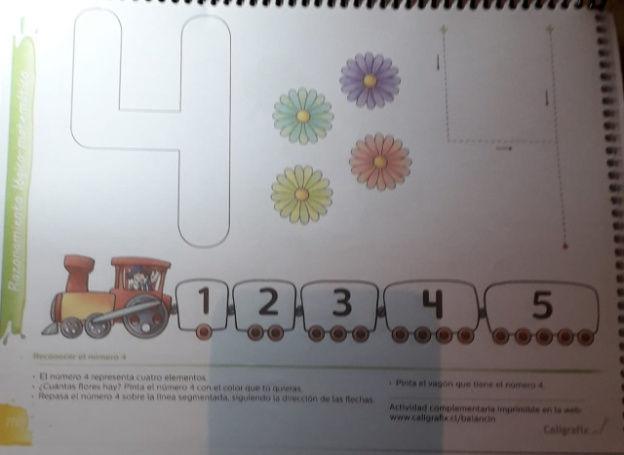 Razonamiento lógico-matemático
1 2 3 4 5
Reconocer el número 4
- El número 4 representa cuatro elementos.
- ¿Cuántas flores hay? Pinta el número 4 con el color que tú quieras.
- Repasa el número 4 sobre la línea segmentada, siguiendo la dirección de las flechas.
- Pinta el vagón que tiene el número 4.
Actividad complementaria imprimible en la web:
www.caligrafix.cl/balancin
Caligrafix